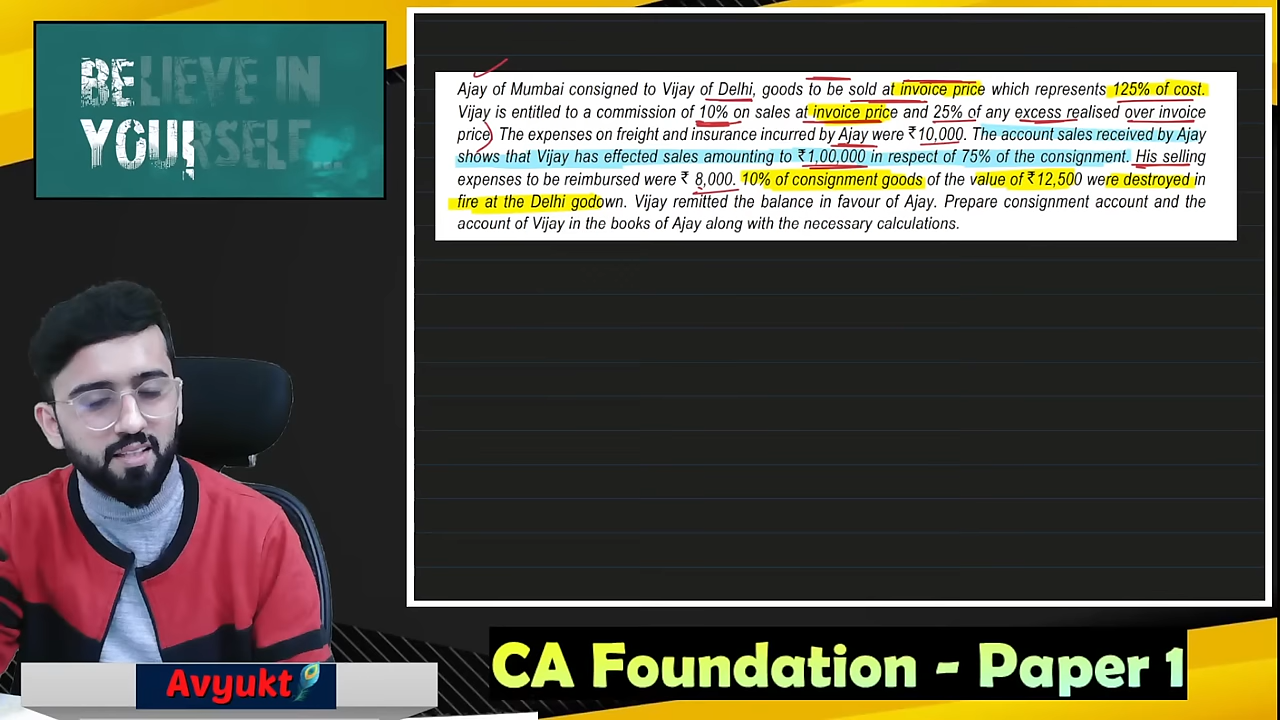 BELIEVE IN
YOURSELF...
Ajay of Mumbai consigned to Vijay of Delhi, goods to be sold at invoice price which represents 125% of cost.
Vijay is entitled to a commission of 10% on sales at invoice price and 25% of any excess realised over invoice
price. The expenses on freight and insurance incurred by Ajay were ₹10,000. The account sales received by Ajay
shows that Vijay has effected sales amounting to ₹1,00,000 in respect of 75% of the consignment. His selling
expenses to be reimbursed were ₹ 8,000. 10% of consignment goods of the value of ₹12,500 were destroyed in
fire at the Delhi godown. Vijay remitted the balance in favour of Ajay. Prepare consignment account and the
account of Vijay in the books of Ajay along with the necessary calculations.
Avyukt
CA Foundation - Paper 1